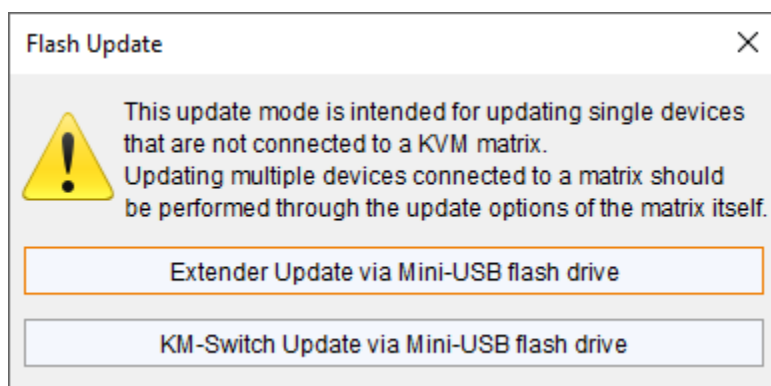 Flash Update
This update mode is intended for updating single devices
that are not connected to a KVM matrix.
Updating multiple devices connected to a matrix should
be performed through the update options of the matrix itself.
Extender Update via Mini-USB flash drive
KM-Switch Update via Mini-USB flash drive